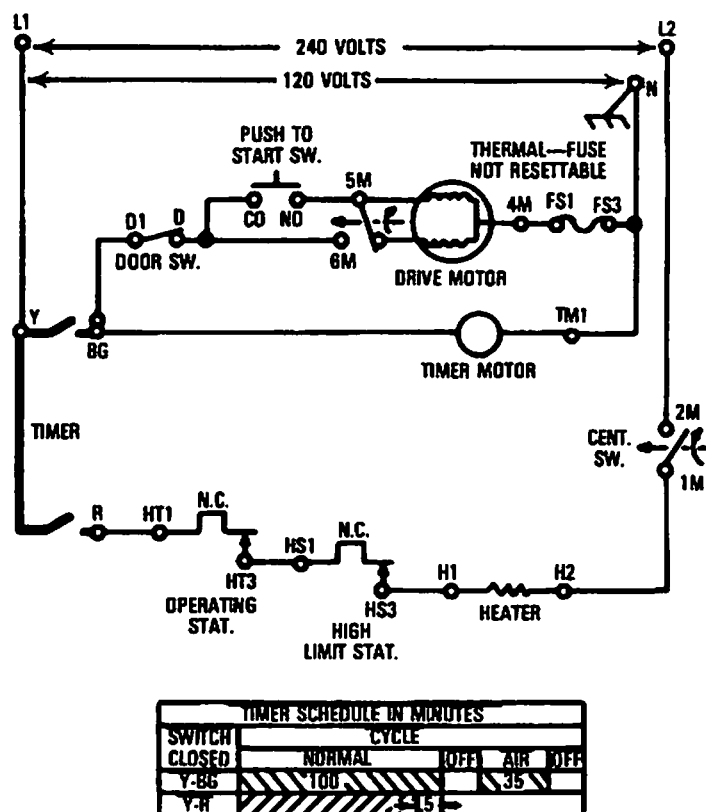 L1
L2
240 VOLTS
120 VOLTS
N
PUSH TO
START SW.
THERMAL—FUSE
NOT RESETTABLE
5M
D1
D
CO
NO
4M
FS1
FS3
DOOR SW.
6M
DRIVE MOTOR
Y
BG
TM1
TIMER MOTOR
TIMER
2M
CENT.
SW.
1M
R
HT1
N.C.
HS1
N.C.
HT3
H1
H2
OPERATING
STAT.
HS3
HEATER
HIGH
LIMIT STAT.
TIMER SCHEDULE IN MINUTES
SWITCH
CLOSED
CYCLE
NORMAL
OFF
AIR
OFF
Y-BG
100
35
Y-R